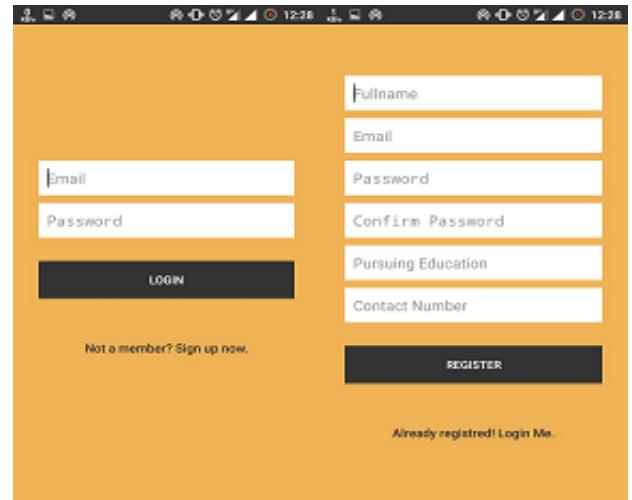 12:28
Email
Password
LOGIN
Not a member? Sign up now.
12:28
Fullname
Email
Password
Confirm Password
Pursuing Education
Contact Number
REGISTER
Already registred! Login Me.